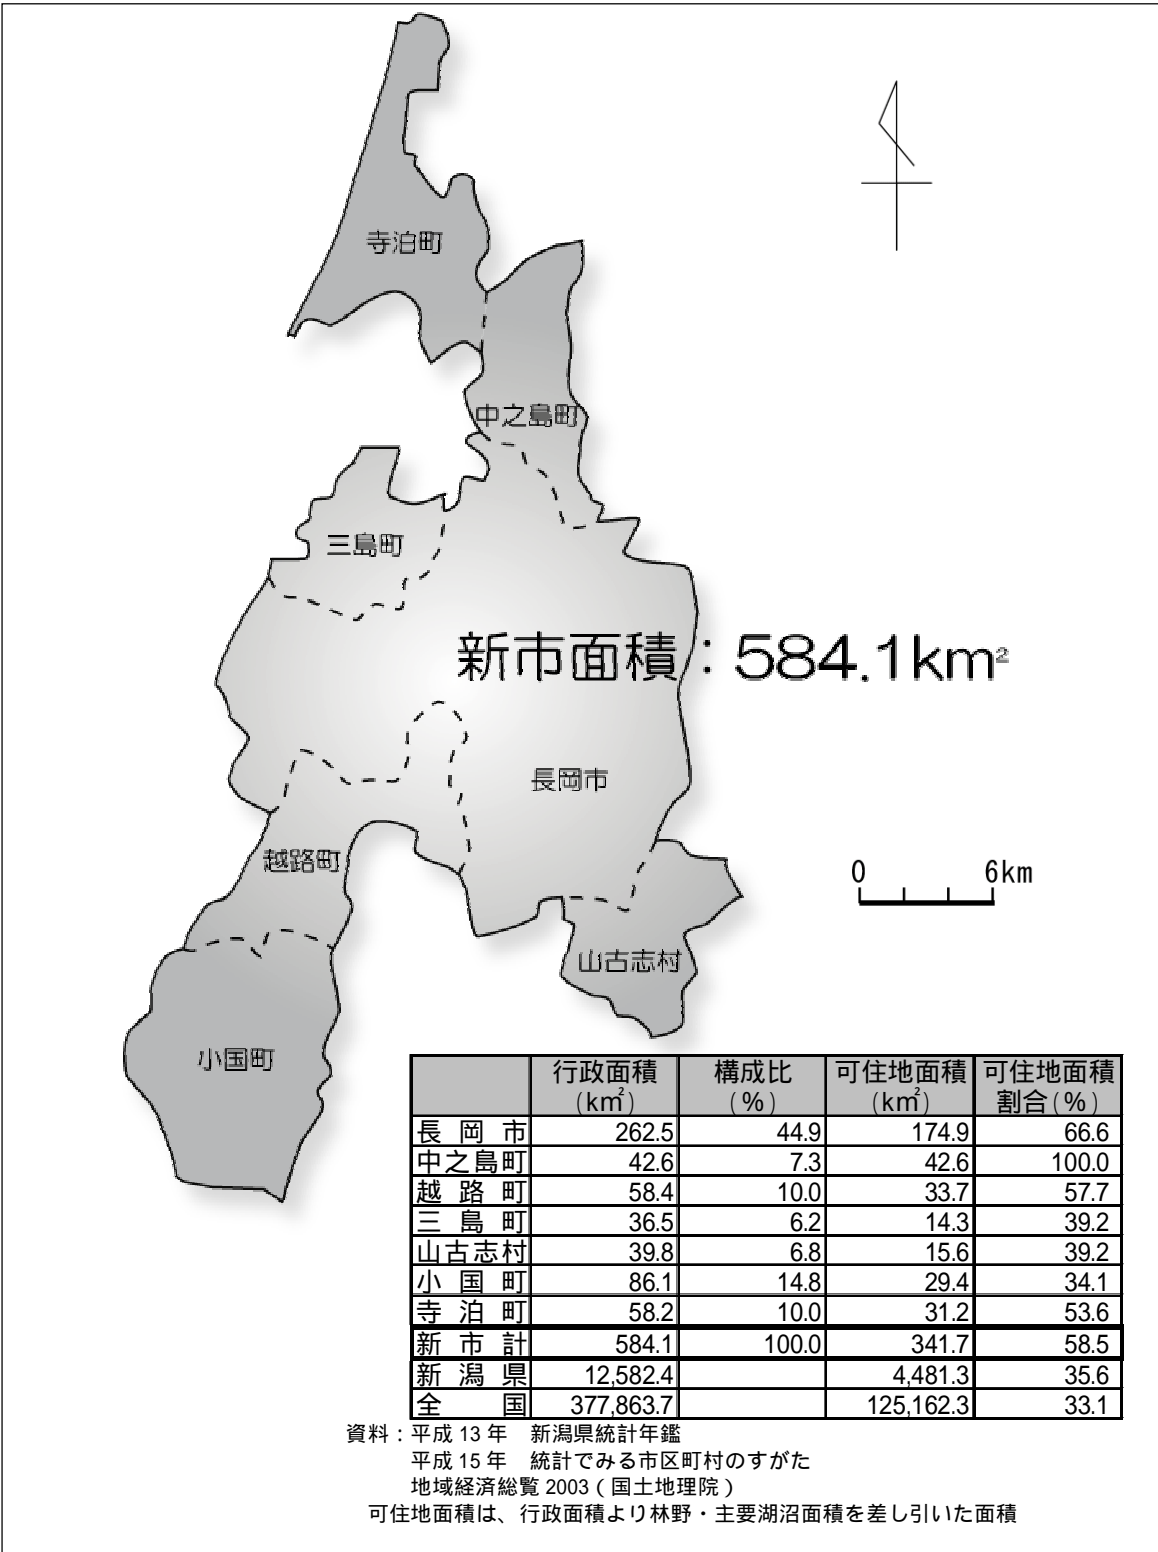 寺泊町
中之島町
三島町
新市面積：584.1km²
長岡市
越路町
0 6km
山古志村
小国町
行政面積 構成比 可住地面積 可住地面積
(km²) (%) (km²) 割合(%)
長岡市 262.5 44.9 174.9 66.6
中之島町 42.6 7.3 42.6 100.0
越路町 58.4 10.0 33.7 57.7
三島町 36.5 6.2 14.3 39.2
山古志村 39.8 6.8 15.6 39.2
小国町 86.1 14.8 29.4 34.1
寺泊町 58.2 10.0 31.2 53.6
新市計 584.1 100.0 341.7 58.5
新潟県 12,582.4 4,481.3 35.6
全国 377,863.7 125,162.3 33.1
資料：平成13年　新潟県統計年鑑
平成15年　統計でみる市区町村のすがた
地域経済総覧2003（国土地理院）
可住地面積は、行政面積より林野・主要湖沼面積を差し引いた面積